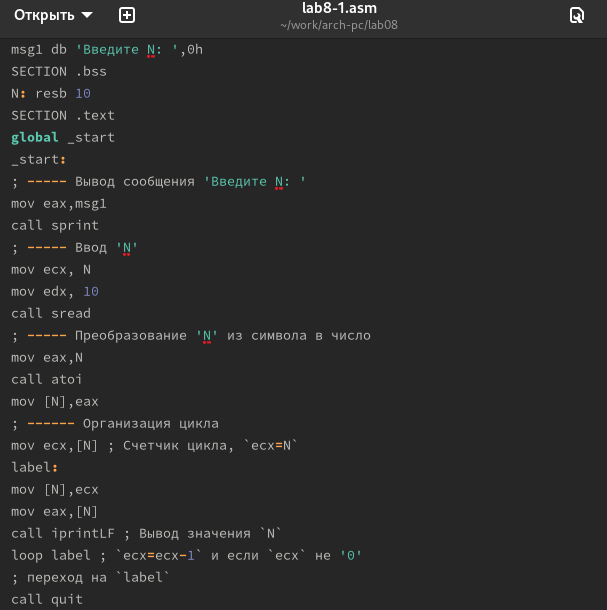 Открыть
lab8-1.asm
~/work/arch-pc/lab08
msg1 db 'Введите N: ',0h
SECTION .bss
N: resb 10
SECTION .text
global _start
_start:
; ----- Вывод сообщения 'Введите N: '
mov eax,msg1
call sprint
; ----- Ввод 'N'
mov ecx, N
mov edx, 10
call sread
; ----- Преобразование 'N' из символа в число
mov eax,N
call atoi
mov [N],eax
; ------ Организация цикла
mov ecx,[N] ; Счетчик цикла, `ecx=N`
label:
mov [N],ecx
mov eax,[N]
call iprintLF ; Вывод значения `N`
loop label ; `ecx=ecx-1` и если `ecx` не '0'
; переход на `label`
call quit